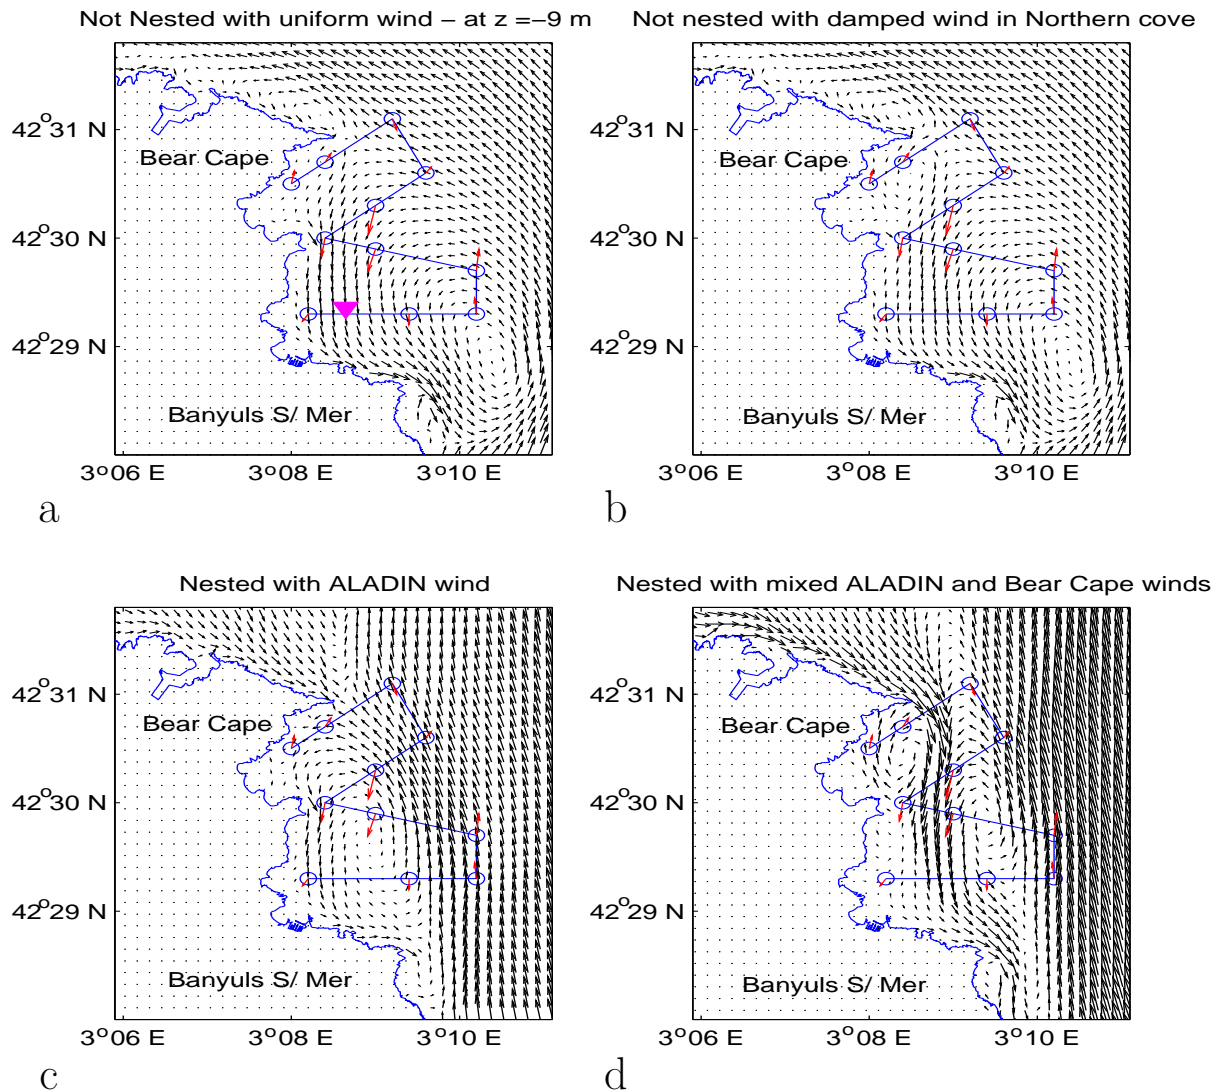 Not Nested with uniform wind − at z =−9 m
Not nested with damped wind in Northern cove
42° 31 N
42° 30 N
42° 29 N
Bear Cape
Banyuls S/ Mer
3° 06 E
3° 08 E
3° 10 E
a
42° 31 N
42° 30 N
42° 29 N
Bear Cape
Banyuls S/ Mer
3° 06 E
3° 08 E
3° 10 E
b
Nested with ALADIN wind
Nested with mixed ALADIN and Bear Cape winds
42° 31 N
42° 30 N
42° 29 N
Bear Cape
Banyuls S/ Mer
3° 06 E
3° 08 E
3° 10 E
c
42° 31 N
42° 30 N
42° 29 N
Bear Cape
Banyuls S/ Mer
3° 06 E
3° 08 E
3° 10 E
d